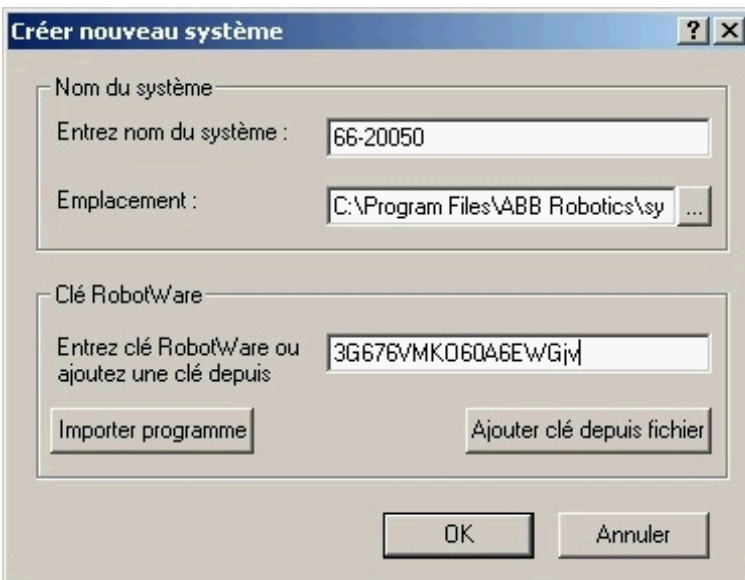 Créer nouveau système
Nom du système
Entrez nom du système :
66-20050
Emplacement :
C:\Program Files\ABB Robotics\sy
...
Clé RobotWare
Entrez clé RobotWare ou
ajoutez une clé depuis
3G676VMKO60A6EWGjv
Importer programme
Ajouter clé depuis fichier
OK
Annuler